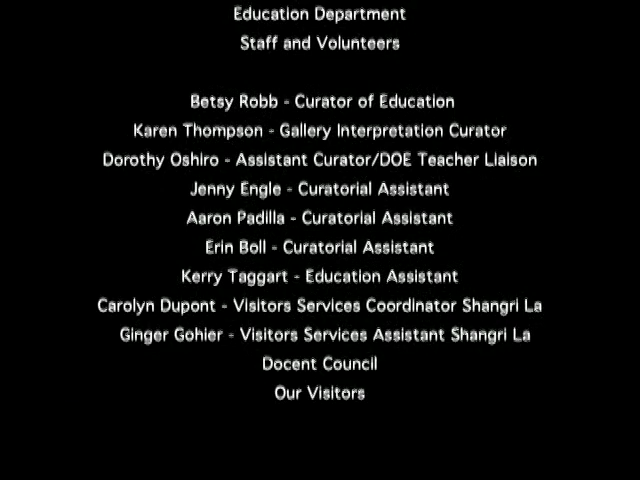 Education Department
Staff and Volunteers
Betsy Robb - Curator of Education
Karen Thompson - Gallery Interpretation Curator
Dorothy Oshiro - Assistant Curator/DOE Teacher Liaison
Jenny Engle - Curatorial Assistant
Aaron Padilla - Curatorial Assistant
Erin Boll - Curatorial Assistant
Kerry Taggart - Education Assistant
Carolyn Dupont - Visitors Services Coordinator Shangri La
Ginger Gohier - Visitors Services Assistant Shangri La
Docent Council
Our Visitors